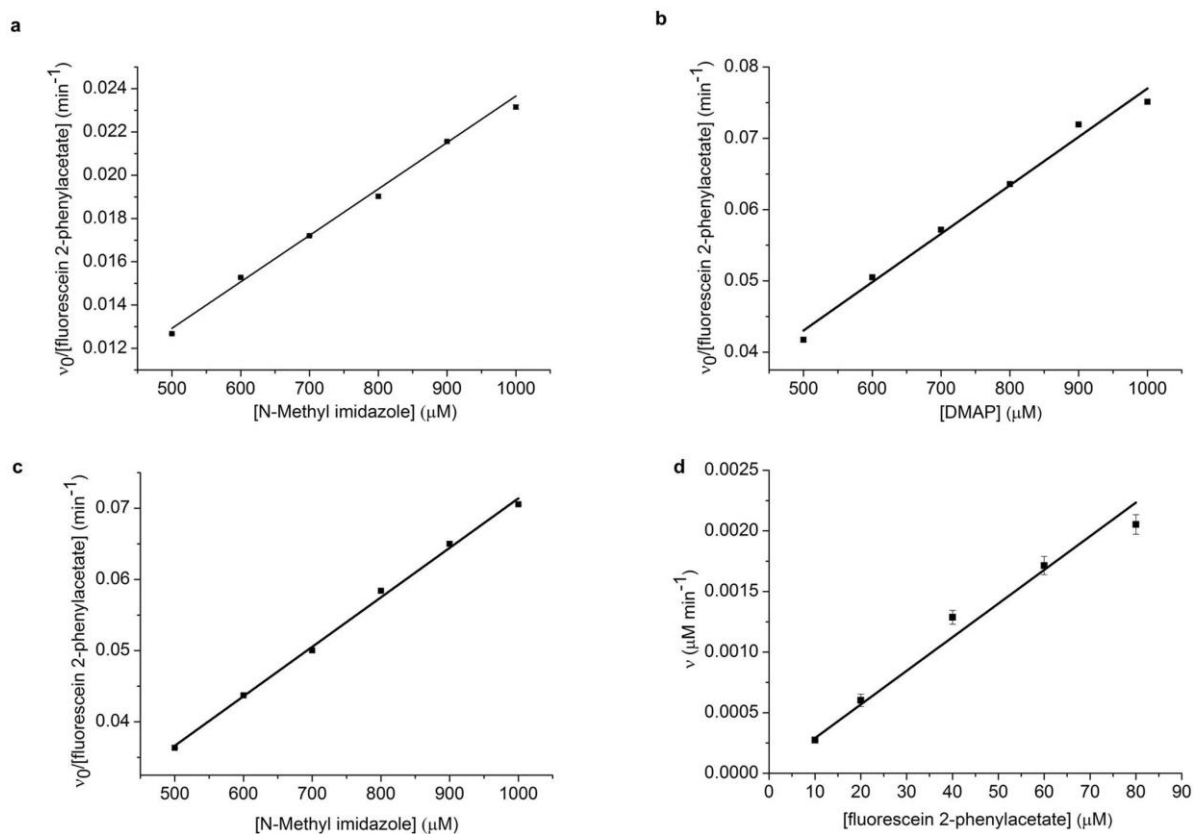 a
ν0/[fluorescein 2-phenylacetate] (min-1)
0.024
0.022
0.020
0.018
0.016
0.014
0.012
500 600 700 800 900 1000
[N-Methyl imidazole] (μM)
b
ν0/[fluorescein 2-phenylacetate] (min-1)
0.08
0.07
0.06
0.05
0.04
500 600 700 800 900 1000
[DMAP] (μM)
c
ν0/[fluorescein 2-phenylacetate] (min-1)
0.07
0.06
0.05
0.04
500 600 700 800 900 1000
[N-Methyl imidazole] (μM)
d
ν (μM min-1)
0.0025
0.0020
0.0015
0.0010
0.0005
0.0000
0 10 20 30 40 50 60 70 80 90
[fluorescein 2-phenylacetate] (μM)